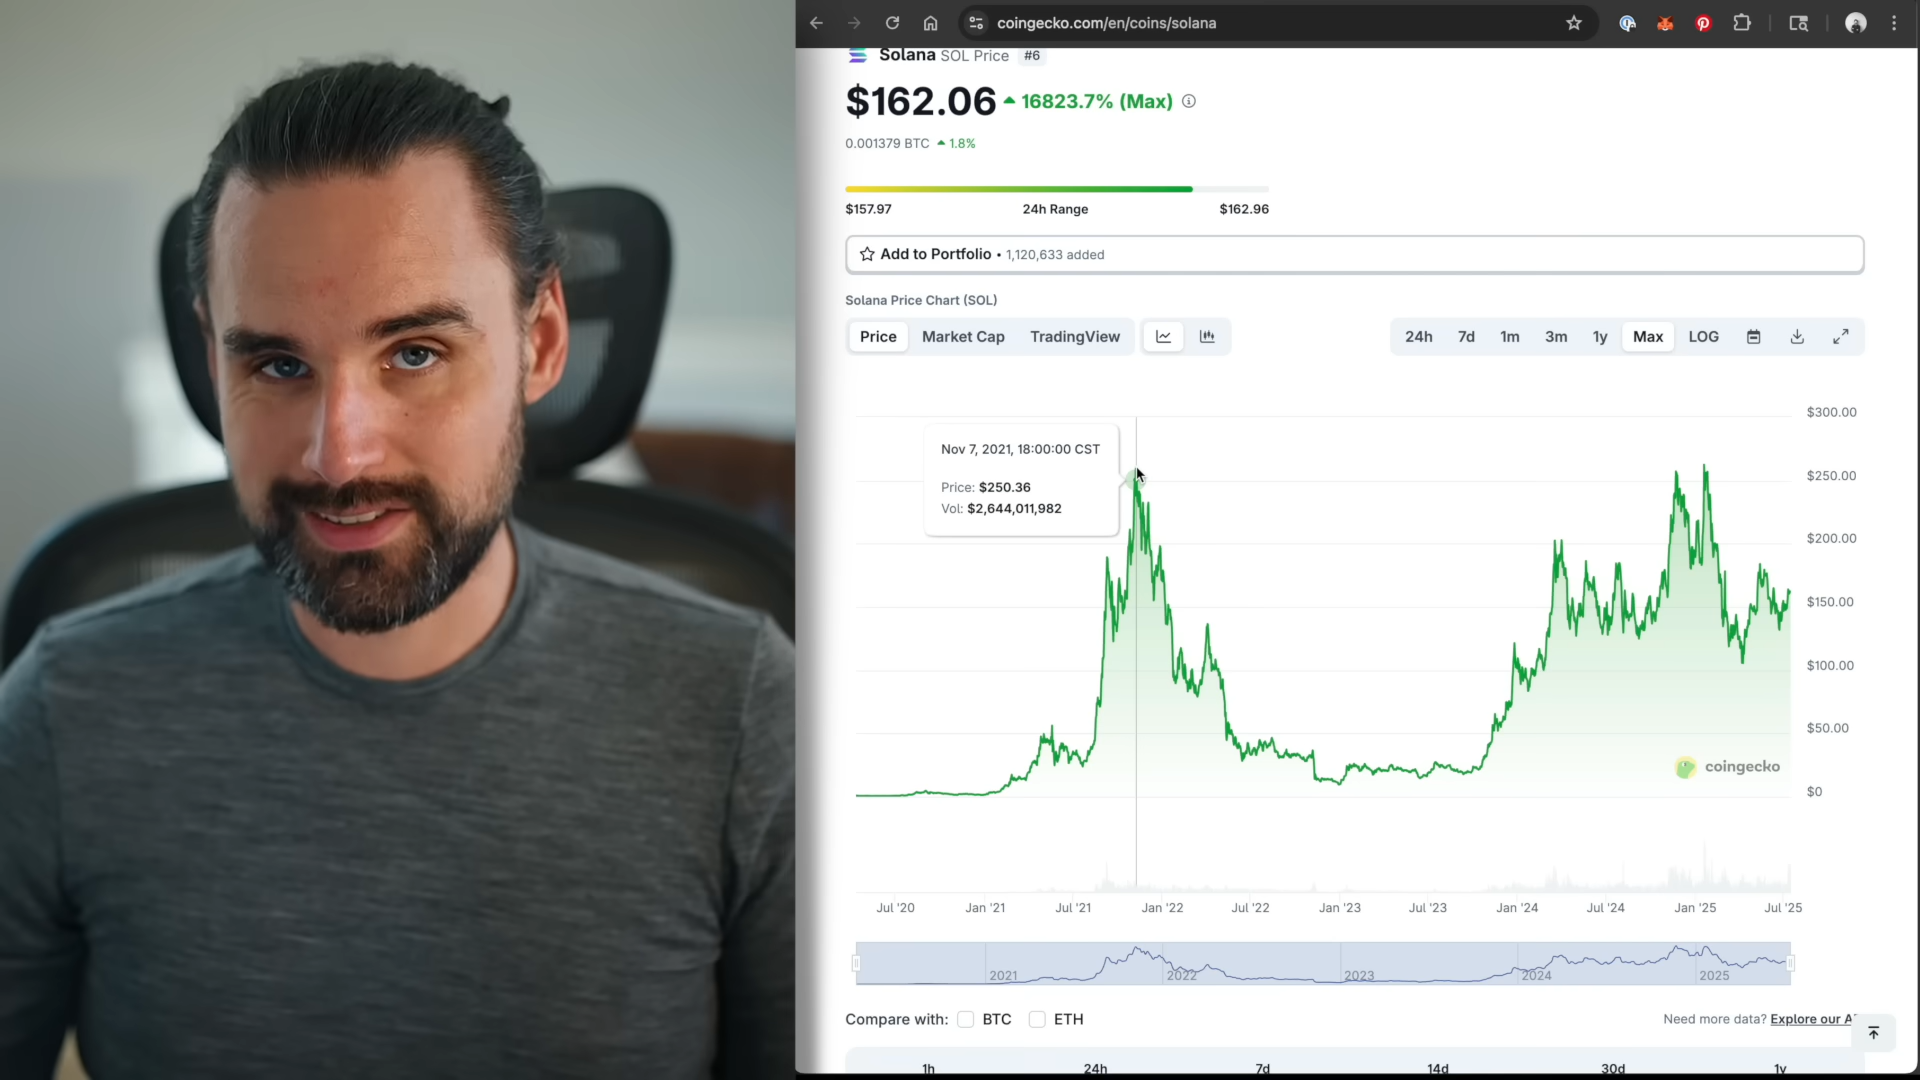 coingecko.com/en/coins/solana
Solana SOL Price #6
$162.06 16823.7% (Max)
0.001379 BTC 1.8%
$157.97 24h Range $162.96
Add to Portfolio • 1,120,633 added
Solana Price Chart (SOL)
Price Market Cap TradingView 24h 7d 1m 3m 1y Max LOG
$300.00
Nov 7, 2021, 18:00:00 CST
Price: $250.36
Vol: $2,644,011,982
$250.00
$200.00
$150.00
$100.00
$50.00
coingecko
$0
Jul '20 Jan '21 Jul '21 Jan '22 Jul '22 Jan '23 Jul '23 Jan '24 Jul '24 Jan '25 Jul '25
2021 2022 2023 2024 2025
Compare with: BTC ETH Need more data? Explore our
1h 24h 7d 14d 30d 1y